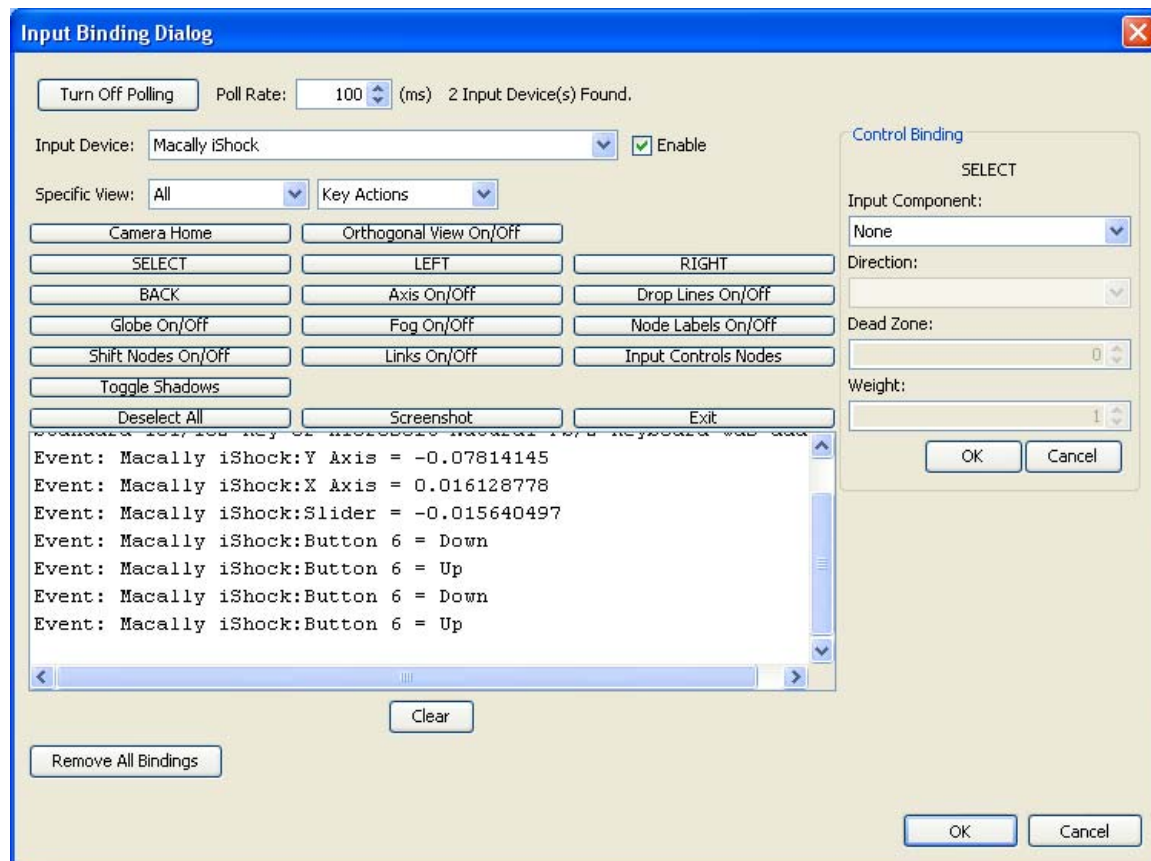 Input Binding Dialog
Turn Off Polling Poll Rate: 100 (ms) 2 Input Device(s) Found.
Input Device: Macally iShock Enable
Specific View: All Key Actions
Camera Home Orthogonal View On/Off
SELECT LEFT RIGHT
BACK Axis On/Off Drop Lines On/Off
Globe On/Off Fog On/Off Node Labels On/Off
Shift Nodes On/Off Links On/Off Input Controls Nodes
Toggle Shadows
Deselect All Screenshot Exit
Event: Macally iShock:Y Axis = -0.07814145
Event: Macally iShock:X Axis = 0.016128778
Event: Macally iShock:Slider = -0.015640497
Event: Macally iShock:Button 6 = Down
Event: Macally iShock:Button 6 = Up
Event: Macally iShock:Button 6 = Down
Event: Macally iShock:Button 6 = Up
Clear
Remove All Bindings
Control Binding
SELECT
Input Component:
None
Direction:
Dead Zone:
0
Weight:
1
OK Cancel
OK Cancel